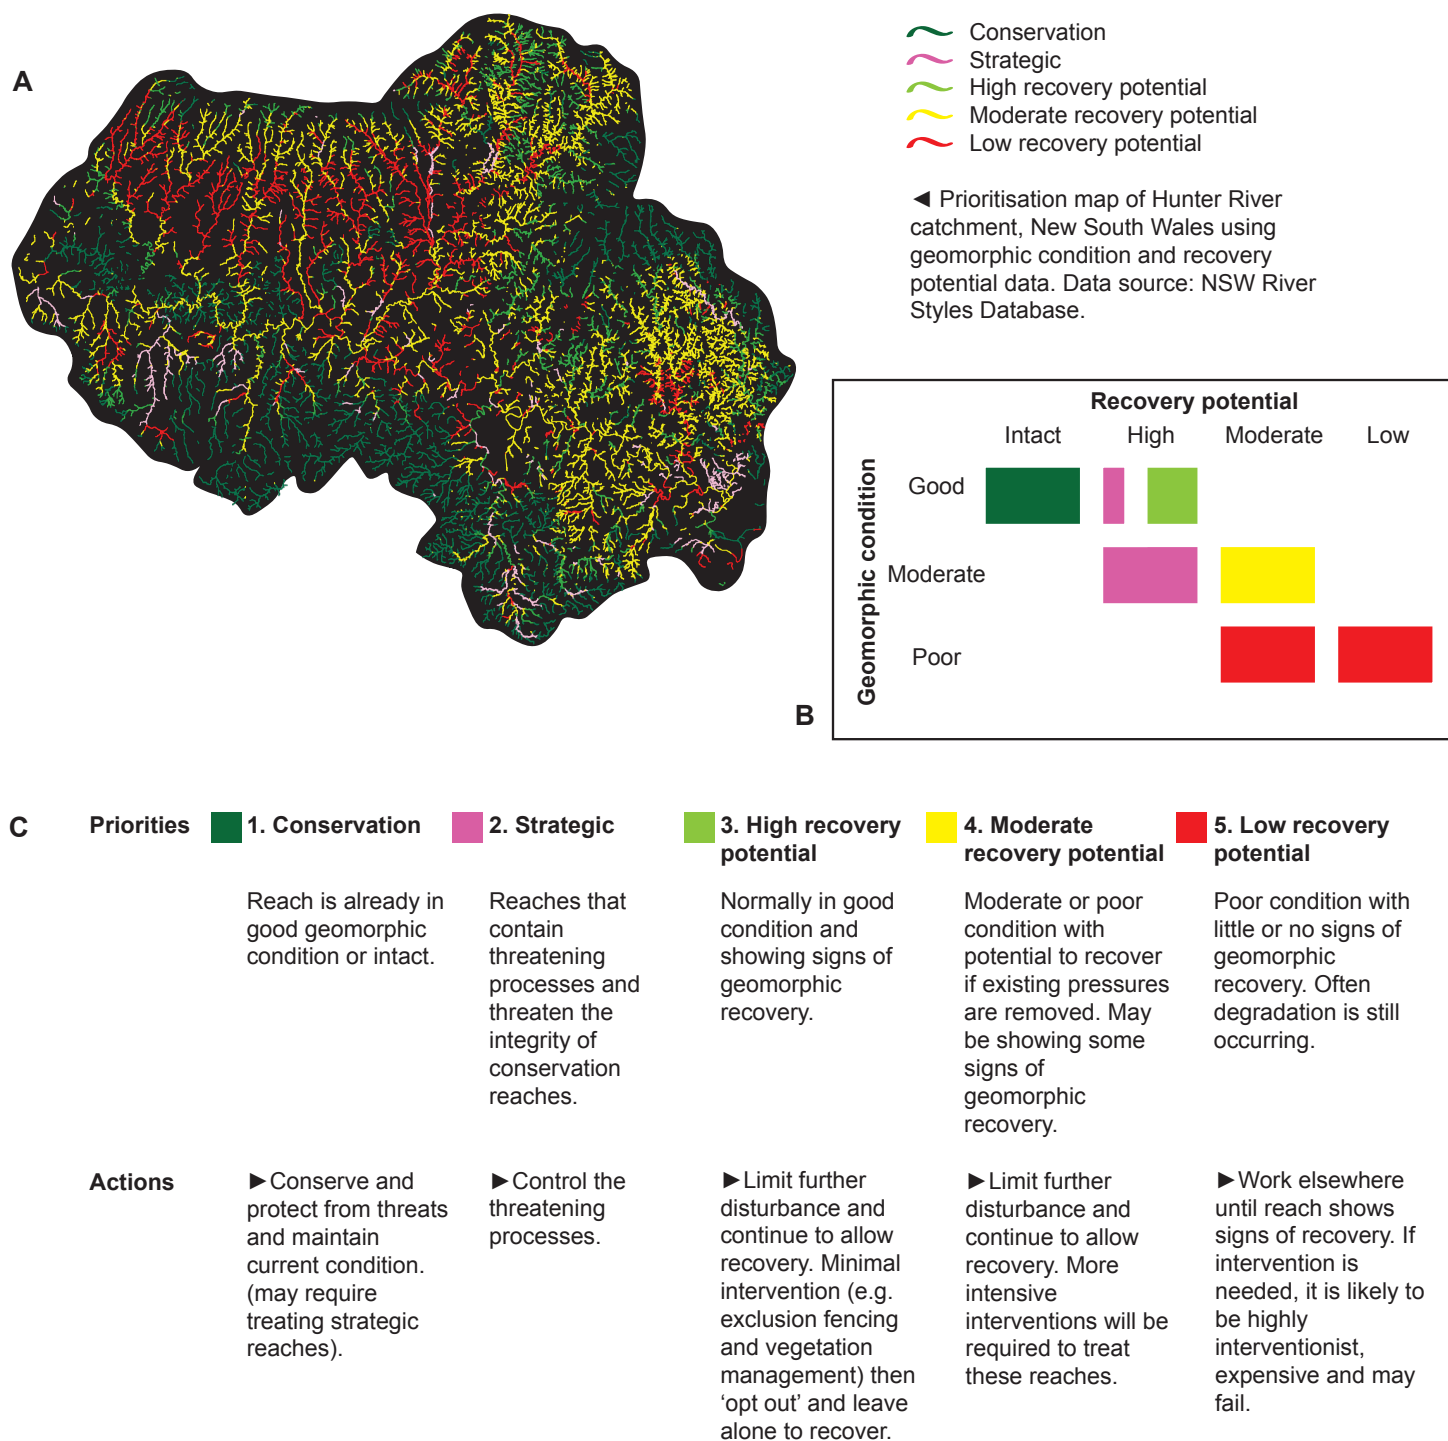 A
Conservation
Strategic
High recovery potential
Moderate recovery potential
Low recovery potential
◄ Prioritisation map of Hunter River
catchment, New South Wales using
geomorphic condition and recovery
potential data. Data source: NSW River
Styles Database.
B
Recovery potential
Intact High Moderate Low
Geomorphic condition
Good
Moderate
Poor
C
Priorities
1. Conservation
Reach is already in
good geomorphic
condition or intact.
2. Strategic
Reaches that
contain
threatening
processes and
threaten the
integrity of
conservation
reaches.
3. High recovery
potential
Normally in good
condition and
showing signs of
geomorphic
recovery.
4. Moderate
recovery potential
Moderate or poor
condition with
potential to recover
if existing pressures
are removed. May
be showing some
signs of
geomorphic
recovery.
5. Low recovery
potential
Poor condition with
little or no signs of
geomorphic
recovery. Often
degradation is still
occurring.
Actions
►Conserve and
protect from threats
and maintain
current condition.
(may require
treating strategic
reaches).
►Control the
threatening
processes.
►Limit further
disturbance and
continue to allow
recovery. Minimal
intervention (e.g.
exclusion fencing
and vegetation
management) then
‘opt out’ and leave
alone to recover.
►Limit further
disturbance and
continue to allow
recovery. More
intensive
interventions will be
required to treat
these reaches.
►Work elsewhere
until reach shows
signs of recovery. If
intervention is
needed, it is likely to
be highly
interventionist,
expensive and may
fail.